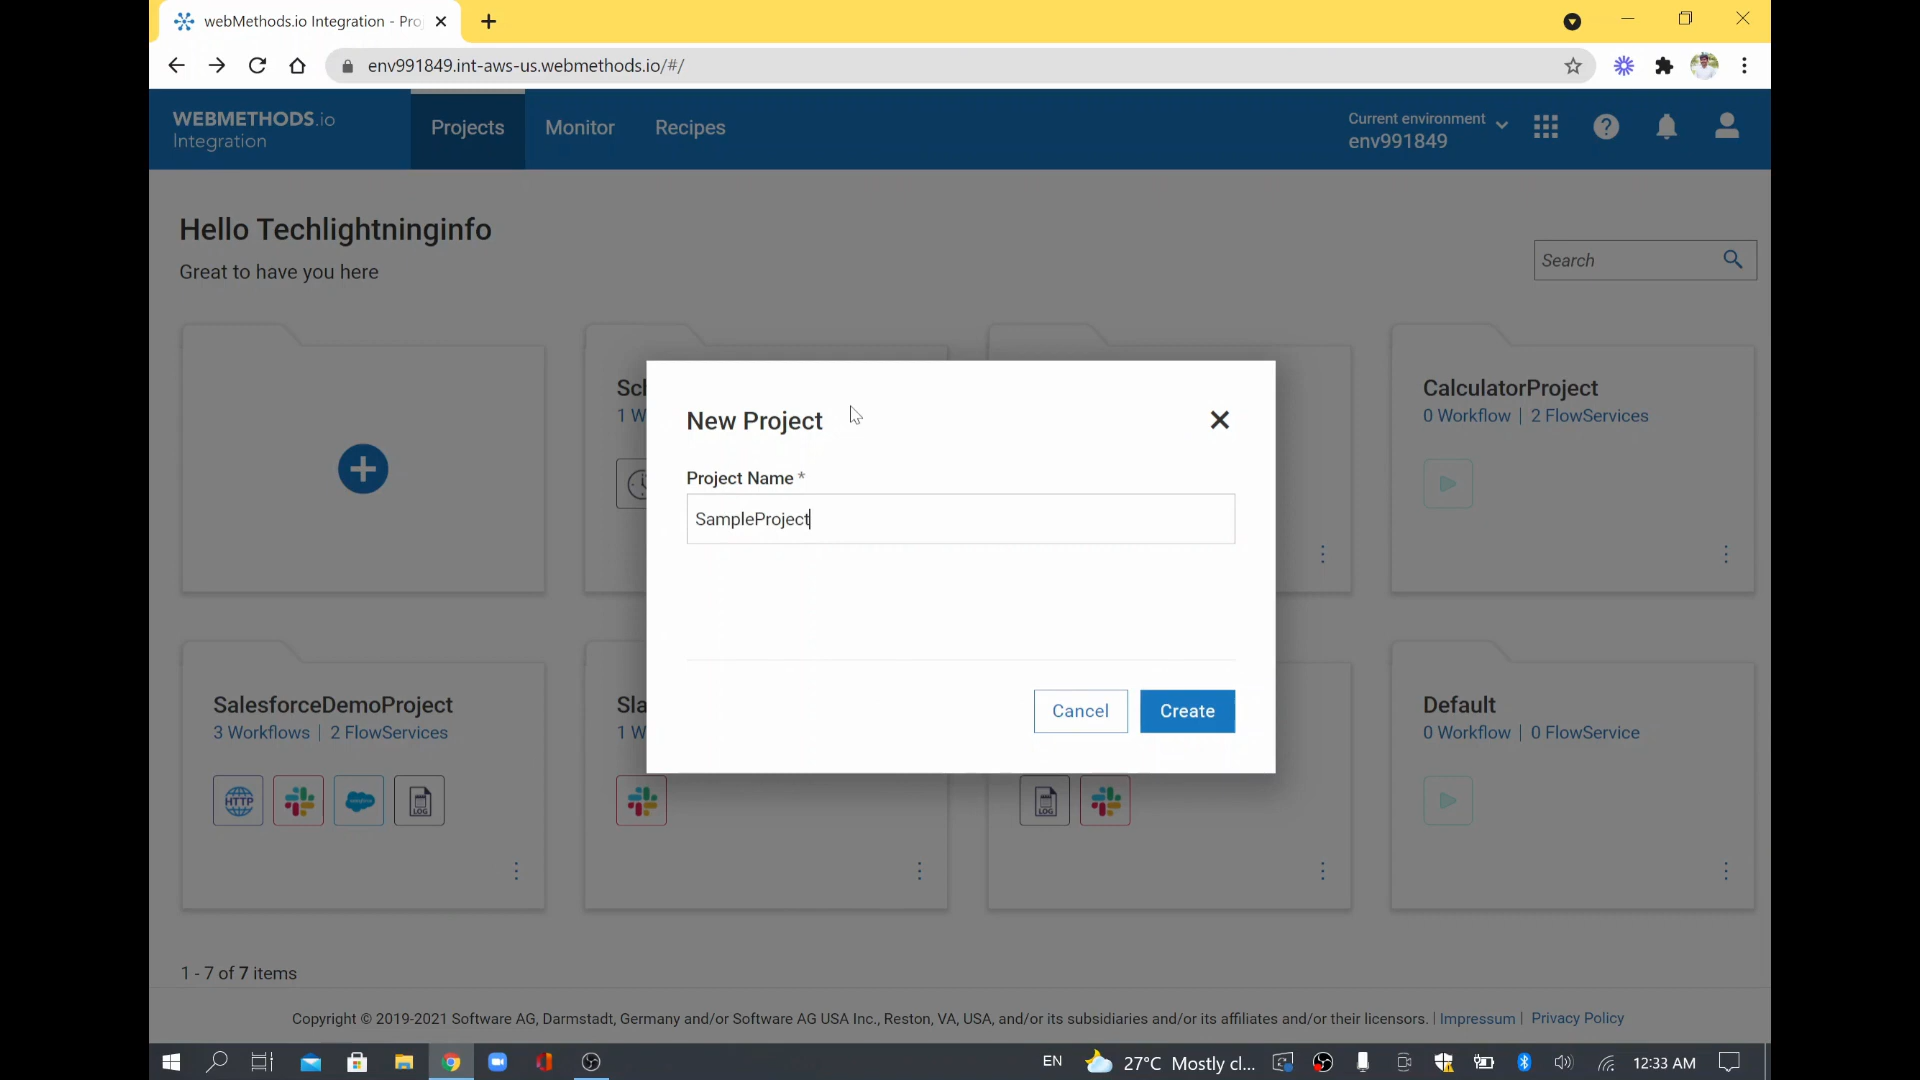 webMethods.io Integration - Pro
env991849.int-aws-us.webmethods.io/#/
WEBMETHODS.io
Integration
Projects
Monitor
Recipes
Current environment
env991849
Hello Techlightninginfo
Great to have you here
Search
CalculatorProject
0 Workflow | 2 FlowServices
New Project
Project Name *
SampleProject
Cancel
Create
SalesforceDemoProject
3 Workflows | 2 FlowServices
HTTP
LOG
LOG
Default
0 Workflow | 0 FlowService
1 - 7 of 7 items
Copyright © 2019-2021 Software AG, Darmstadt, Germany and/or Software AG USA Inc., Reston, VA, USA, and/or its subsidiaries and/or its affiliates and/or their licensors. | Impressum | Privacy Policy
EN
27°C Mostly cl...
12:33 AM